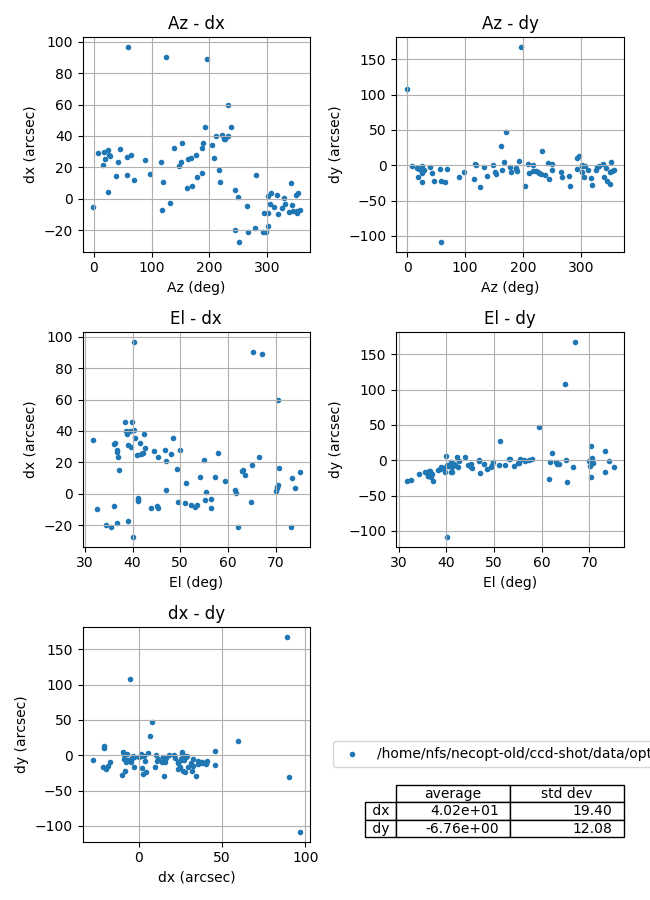 Az - dx
100
80
60
40
20
0
−20
dx (arcsec)
0 100 200 300
Az (deg)
Az - dy
150
100
50
0
−50
−100
dy (arcsec)
0 100 200 300
Az (deg)
El - dx
100
80
60
40
20
0
−20
dx (arcsec)
30 40 50 60 70
El (deg)
El - dy
150
100
50
0
−50
−100
dy (arcsec)
30 40 50 60 70
El (deg)
dx - dy
150
100
50
0
−50
−100
dy (arcsec)
0 50 100
dx (arcsec)
/home/nfs/necopt-old/ccd-shot/data/opt
average std dev
dx 4.02e+01 19.40
dy -6.76e+00 12.08